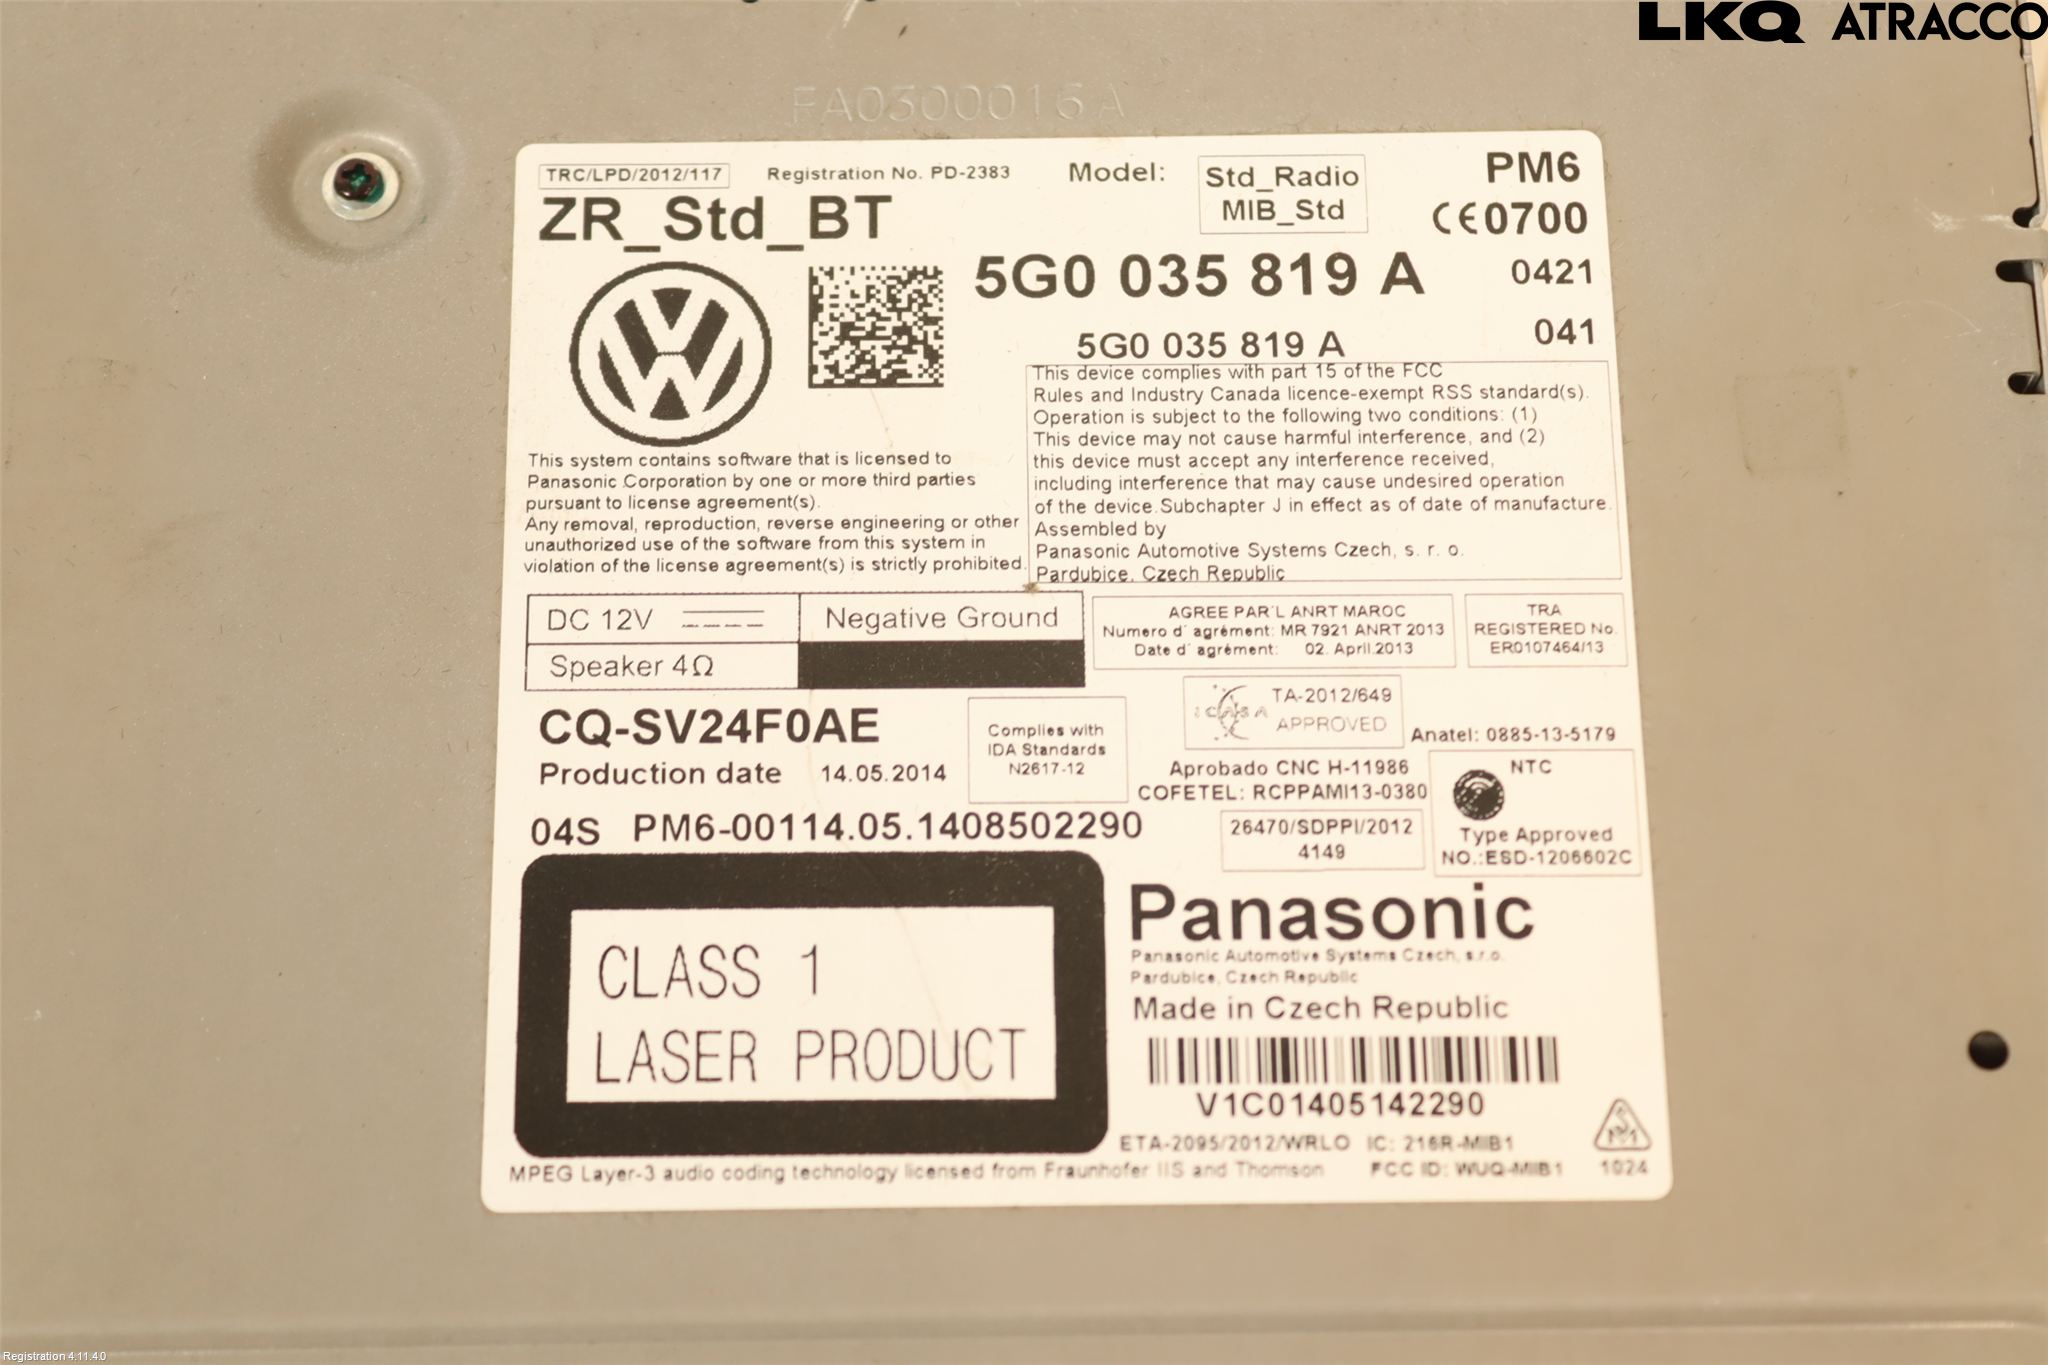 LKQ ATRACCO
FA0300016A
TRC/LPD/2012/117
Registration No. PD-2383
Model:
Std_Radio
MIB_Std
PM6
CE0700
ZR_Std_BT
5G0 035 819 A
0421
5G0 035 819 A
041
This device complies with part 15 of the FCC
Rules and Industry Canada licence-exempt RSS standard(s).
Operation is subject to the following two conditions: (1)
This device may not cause harmful interference, and (2)
this device must accept any interference received,
including interference that may cause undesired operation
of the device.Subchapter J in effect as of date of manufacture.
Assembled by
Panasonic Automotive Systems Czech, s. r. o.
Pardubice, Czech Republic
This system contains software that is licensed to
Panasonic Corporation by one or more third parties
pursuant to license agreement(s).
Any removal, reproduction, reverse engineering or other
unauthorized use of the software from this system in
violation of the license agreement(s) is strictly prohibited.
DC 12V
Negative Ground
Speaker 4Ω
AGREE PAR´L ANRT MAROC
Numero d´ agrément: MR 7921 ANRT 2013
Date d´ agrément: 02. April.2013
TRA
REGISTERED No.
ER0107464/13
CQ-SV24F0AE
Production date 14.05.2014
Complies with
IDA Standards
N2617-12
ICASA
TA-2012/649
APPROVED
Anatel: 0885-13-5179
Aprobado CNC H-11986
COFETEL: RCPPAMI13-0380
NTC
Type Approved
NO.:ESD-1206602C
04S PM6-00114.05.1408502290
26470/SDPPI/2012
4149
CLASS 1
LASER PRODUCT
Panasonic
Panasonic Automotive Systems Czech, s.r.o.
Pardubice, Czech Republic
Made in Czech Republic
V1C01405142290
ETA-2095/2012/WRLO IC: 216R-MIB1
MPEG Layer-3 audio coding technology licensed from Fraunhofer IIS and Thomson
FCC ID: WUQ-MIB1
1024
Registration 4.11.4.0